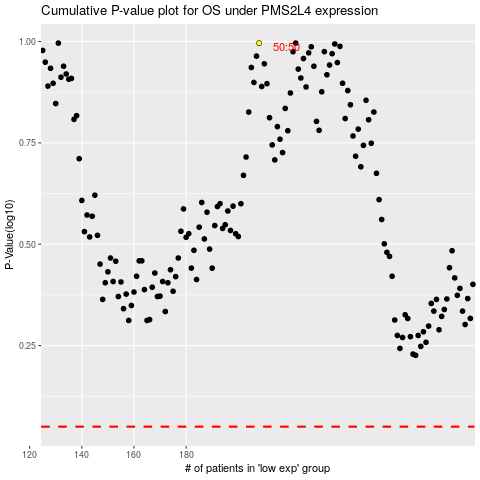 Cumulative P-value plot for OS under PMS2L4 expression
P-Value(log10)
1.00
0.75
0.50
0.25
50:50
120 140 160 180
# of patients in 'low exp' group